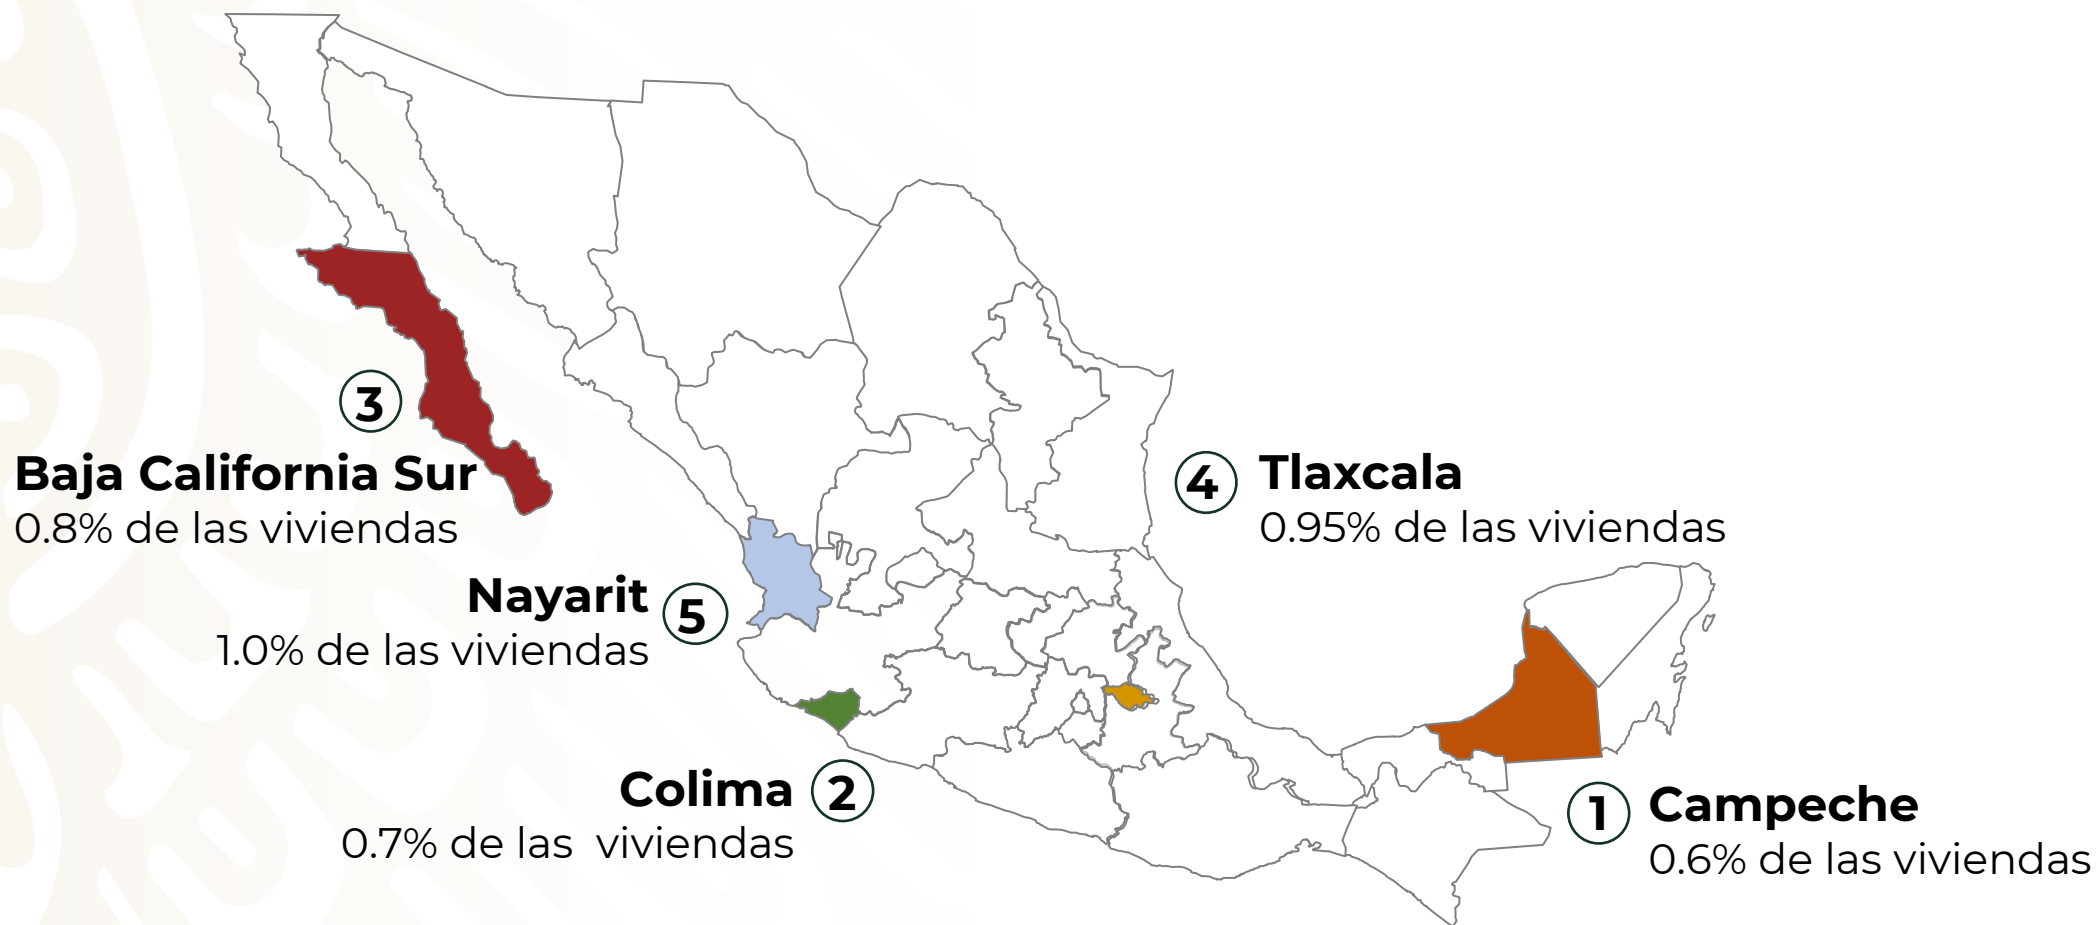 3
Baja California Sur
0.8% de las viviendas
4
Tlaxcala
0.95% de las viviendas
Nayarit
5
1.0% de las viviendas
Colima
2
0.7% de las viviendas
1
Campeche
0.6% de las viviendas